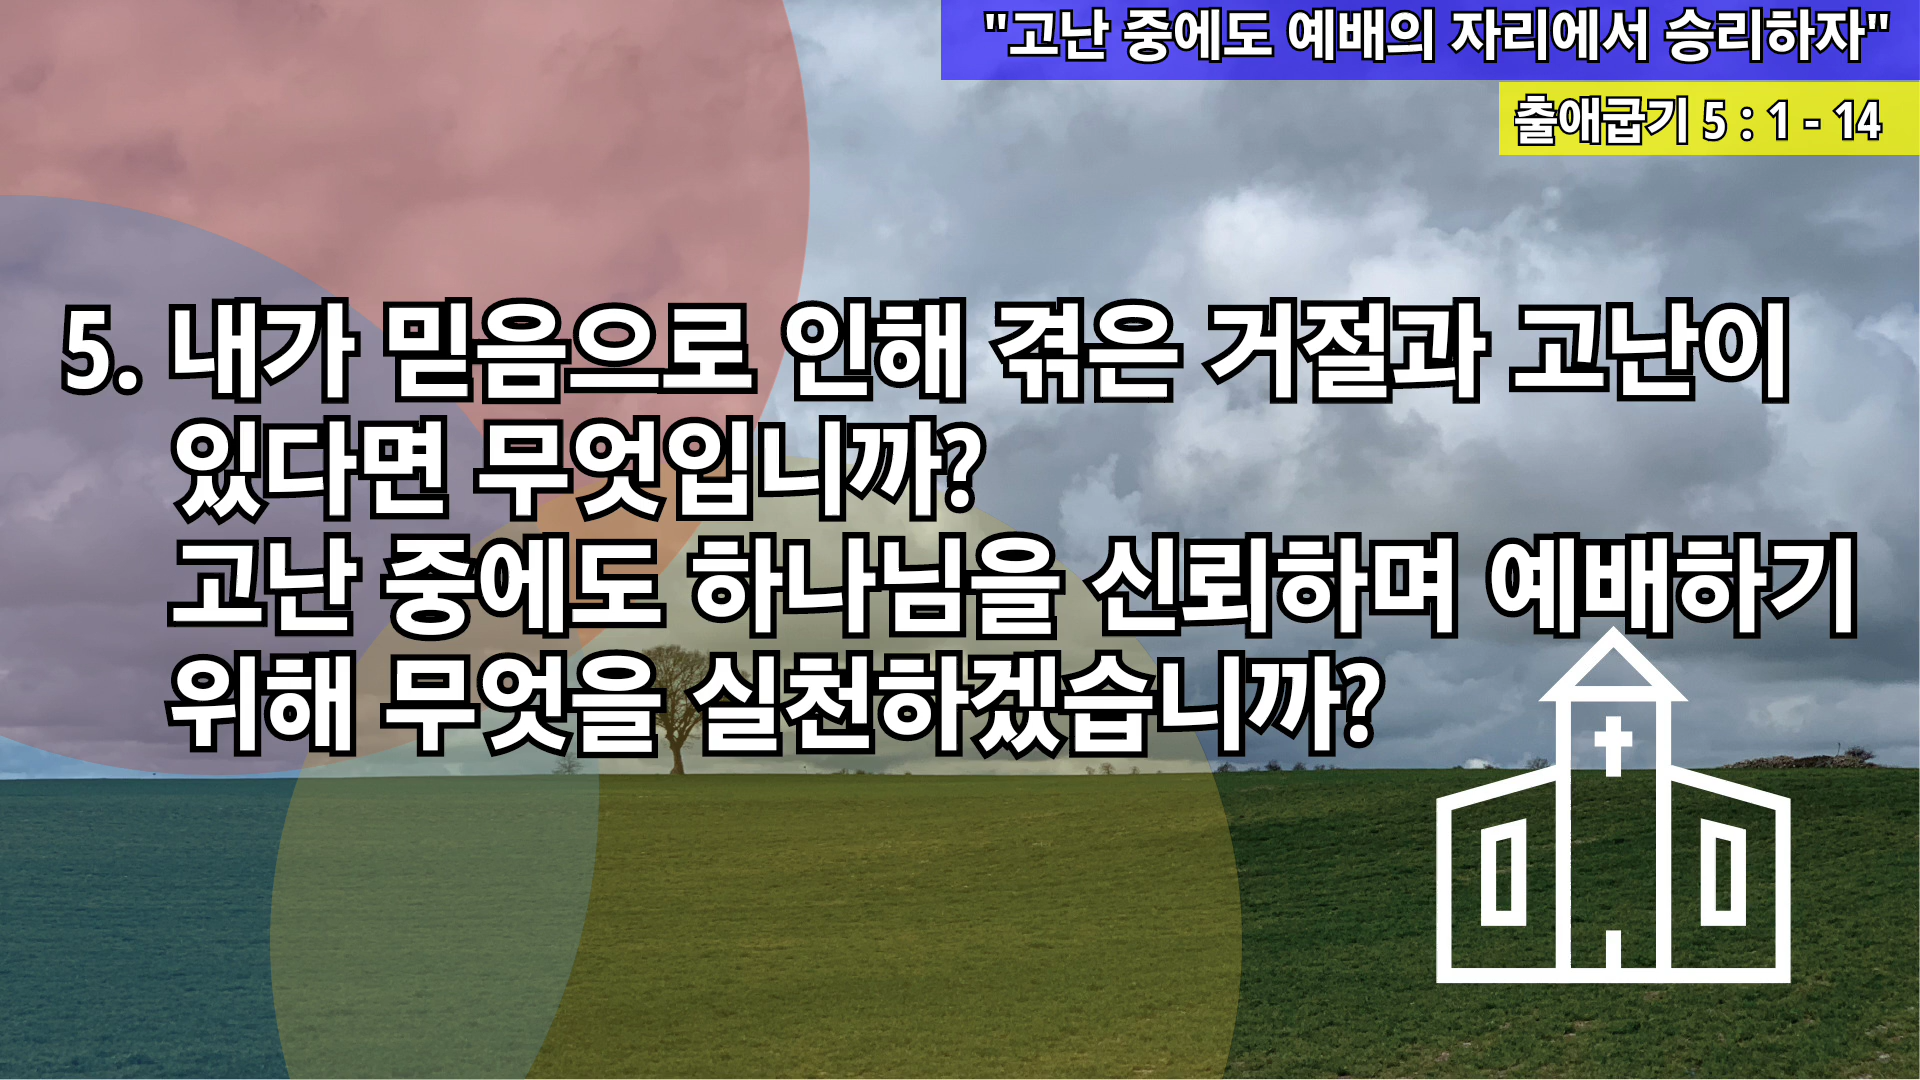 "고난 중에도 예배의 자리에서 승리하자"
출애굽기 5 : 1 - 14
5. 내가 믿음으로 인해 겪은 거절과 고난이
있다면 무엇입니까?
고난 중에도 하나님을 신뢰하며 예배하기
위해 무엇을 실천하겠습니까?